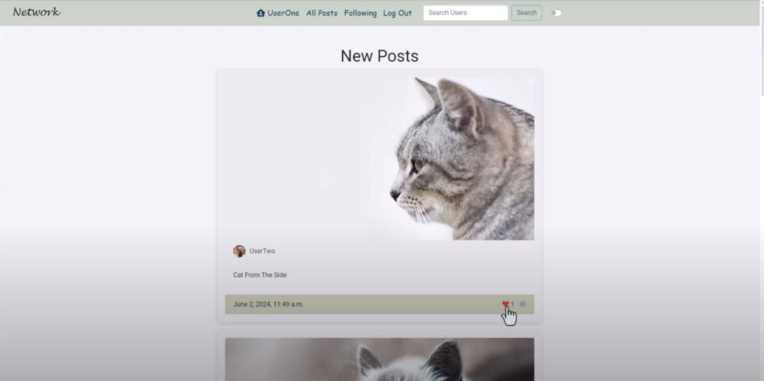 Network
UserOne All Posts Following Log Out Search Users Search
New Posts
UserTwo
Cat From The Side
June 2, 2024, 11:49 a.m. 1